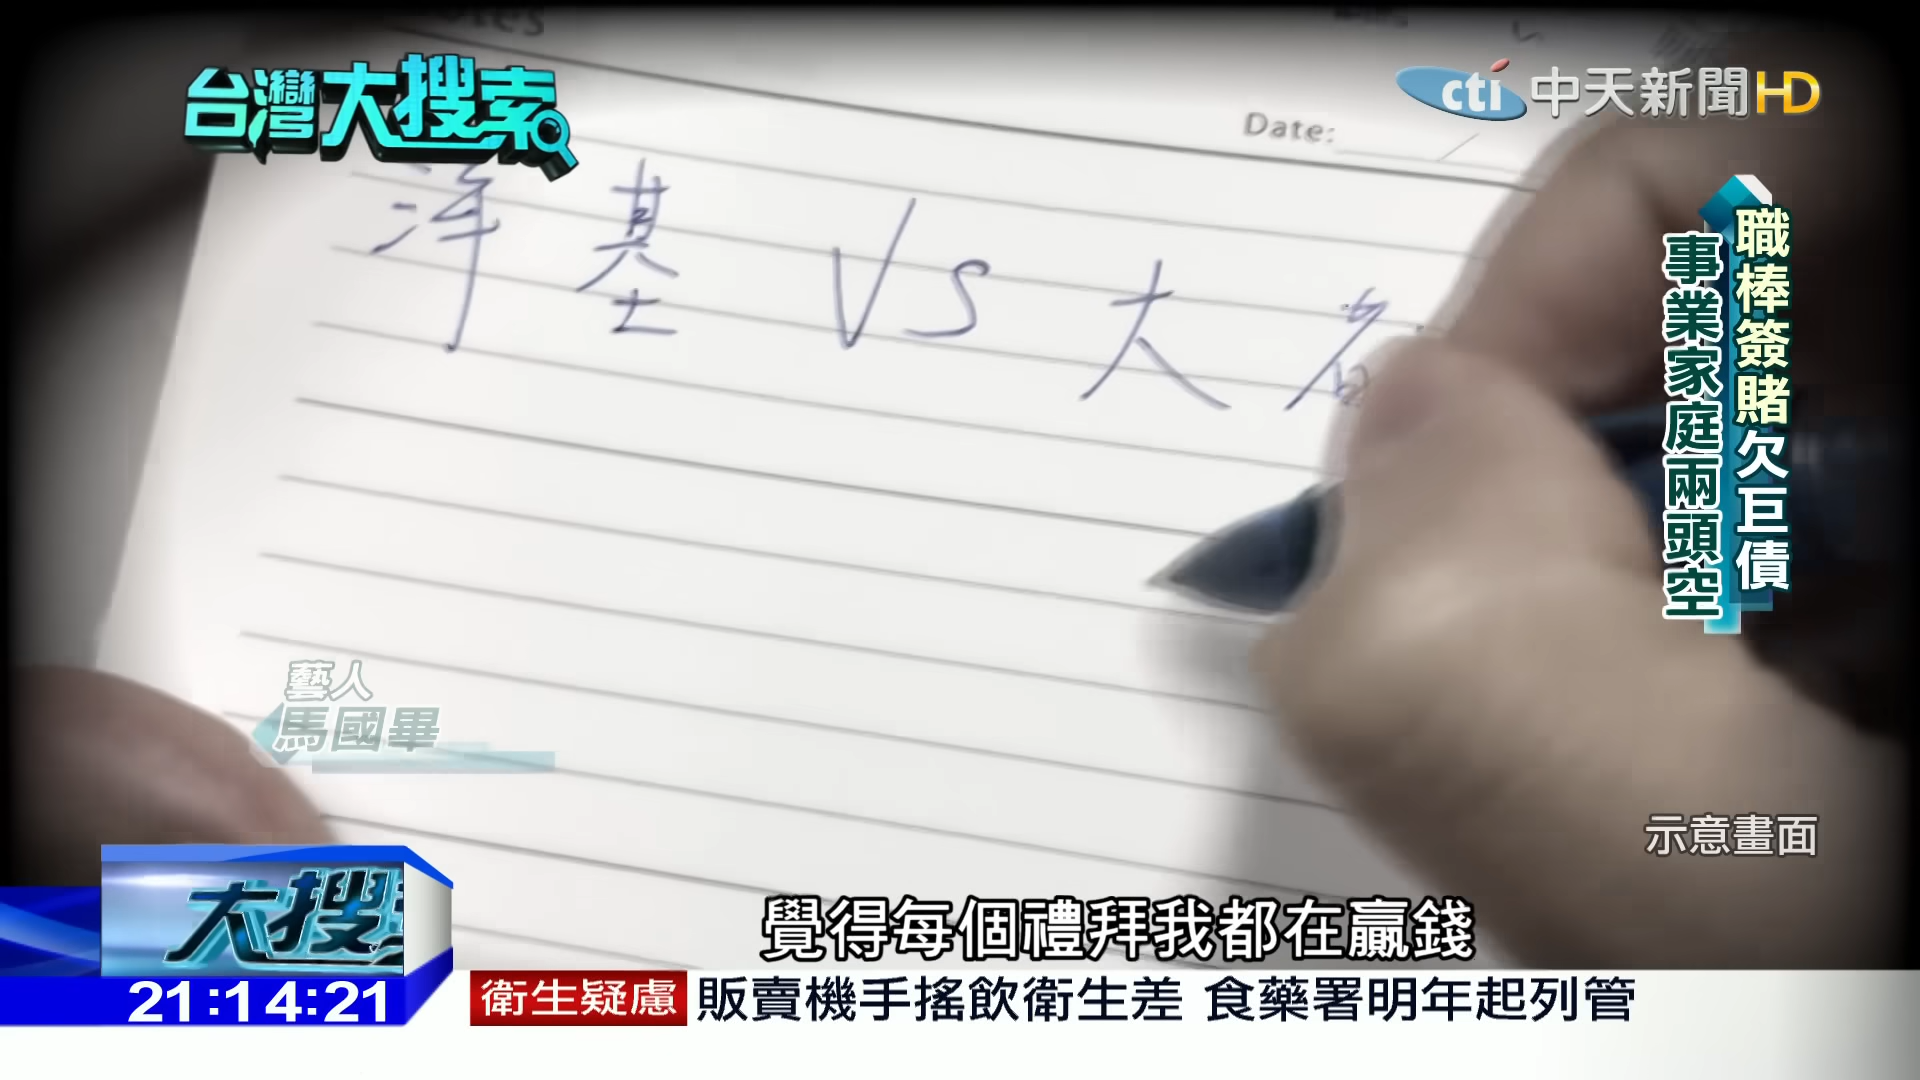 台灣大搜索
cti 中天新聞HD
Date:
洋基 VS 大
職棒簽賭欠巨債
事業家庭兩頭空
藝人
馬國畢
示意畫面
大搜
覺得每個禮拜我都在贏錢
21:14:21
衛生疑慮 販賣機手搖飲衛生差 食藥署明年起列管